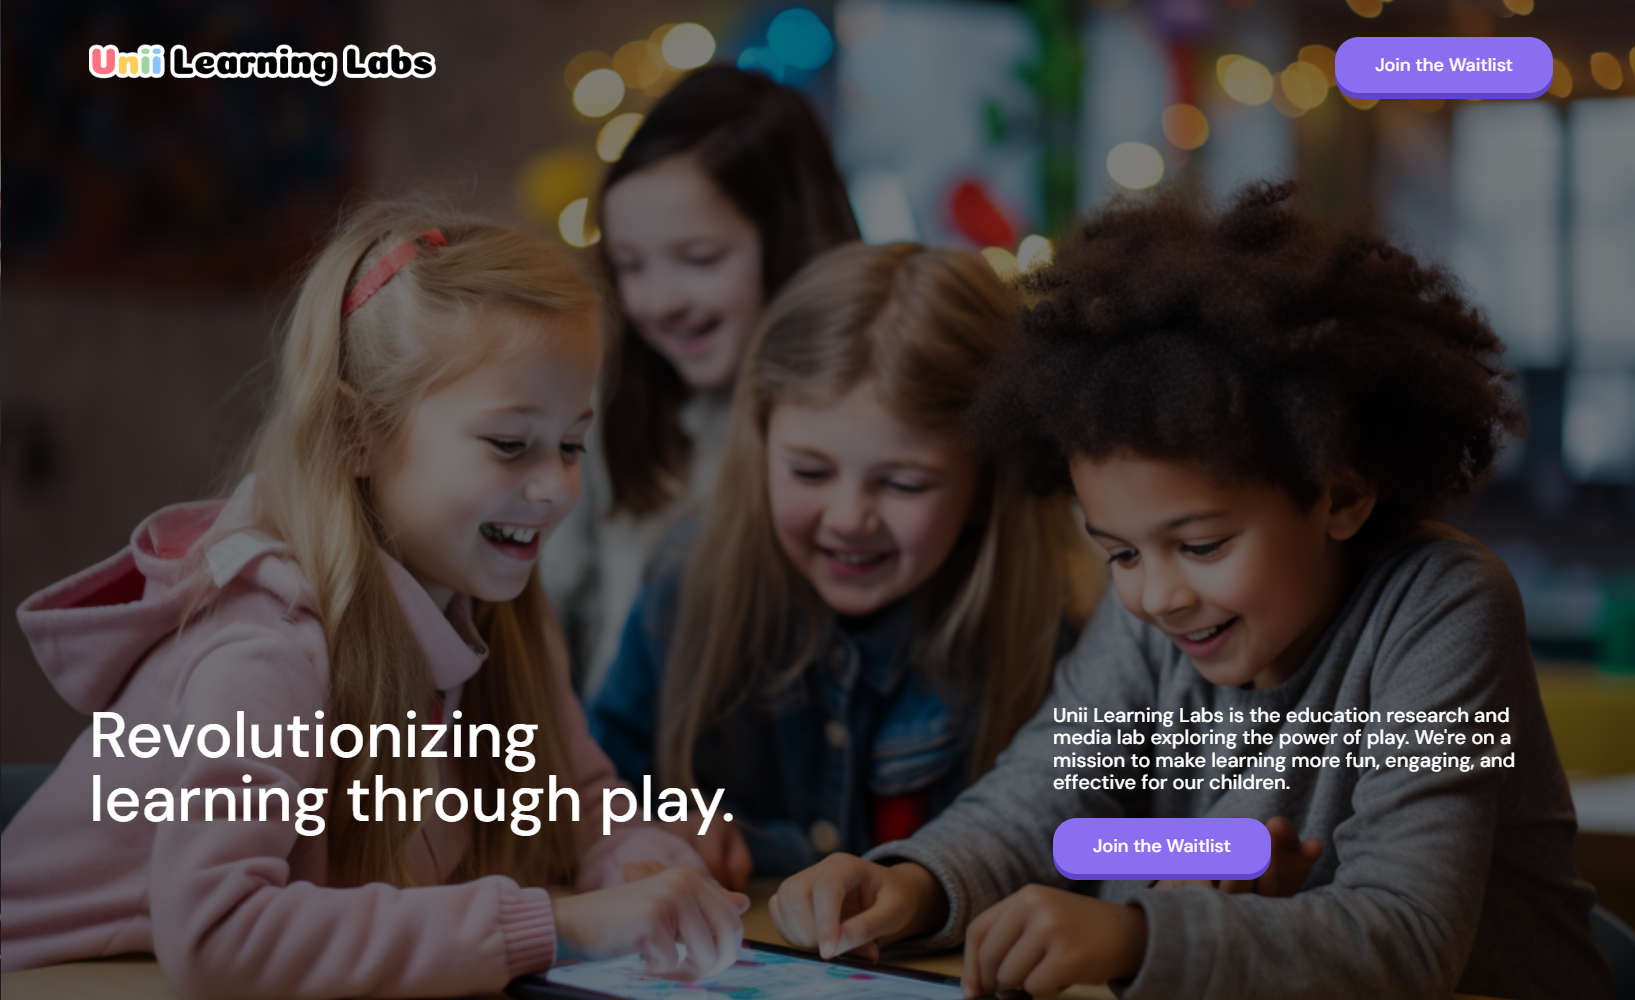 Unii Learning Labs
Join the Waitlist
Revolutionizing
learning through play.
Unii Learning Labs is the education research and
media lab exploring the power of play. We're on a
mission to make learning more fun, engaging, and
effective for our children.
Join the Waitlist